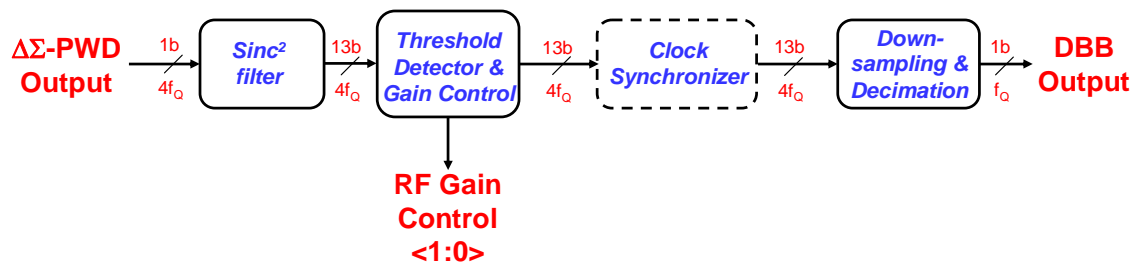 ΔΣ-PWD
Output
1b
4fQ
Sinc²
filter
13b
4fQ
Threshold
Detector &
Gain Control
13b
4fQ
Clock
Synchronizer
13b
4fQ
Down-
sampling &
Decimation
1b
fQ
DBB
Output
RF Gain
Control
<1:0>